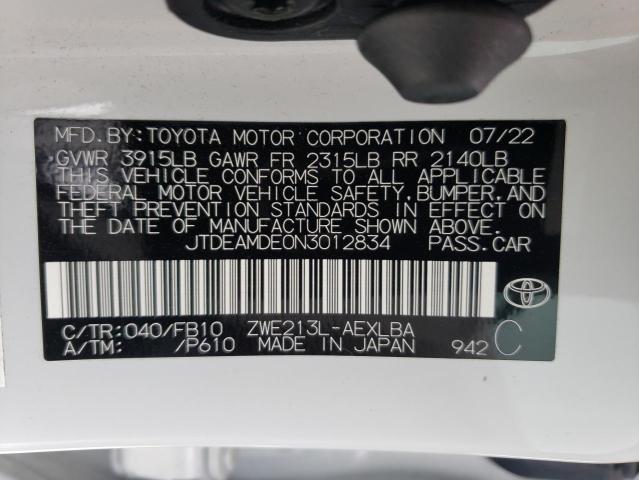 MFD.BY:TOYOTA MOTOR CORPORATION 07/22
GVWR 3915LB GAWR FR 2315LB RR 2140LB
THIS VEHICLE CONFORMS TO ALL APPLICABLE
FEDERAL MOTOR VEHICLE SAFETY,BUMPER,AND
THEFT PREVENTION STANDARDS IN EFFECT ON
THE DATE OF MANUFACTURE SHOWN ABOVE.
JTDEAMDE0N3012834 PASS.CAR
C/TR:040/FB10 ZWE213L-AEXLBA
A/TM: /P610 MADE IN JAPAN 942 C